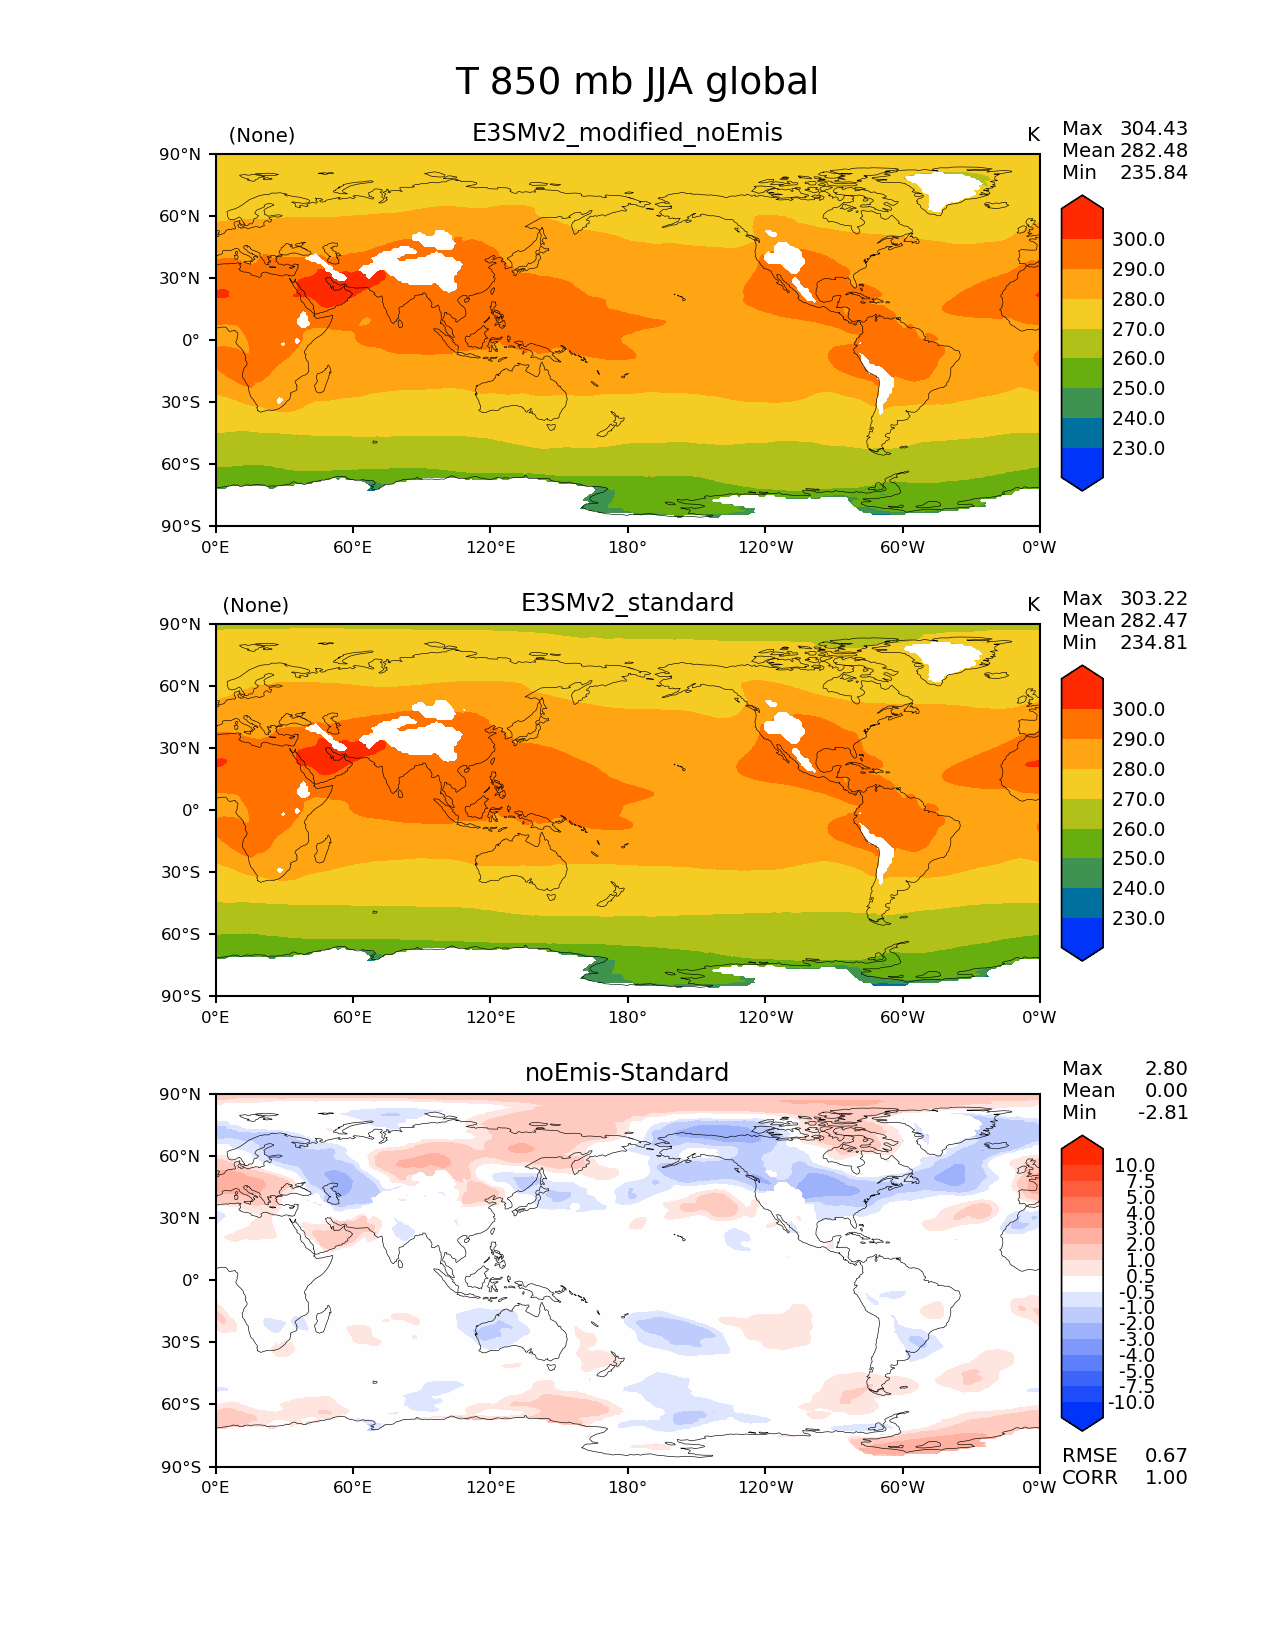 T 850 mb JJA global
(None) E3SMv2_modified_noEmis K
Max 304.43
Mean 282.48
Min 235.84
90°N
60°N
30°N
0°
30°S
60°S
90°S
0°E 60°E 120°E 180° 120°W 60°W 0°W
300.0
290.0
280.0
270.0
260.0
250.0
240.0
230.0
(None) E3SMv2_standard K
Max 303.22
Mean 282.47
Min 234.81
90°N
60°N
30°N
0°
30°S
60°S
90°S
0°E 60°E 120°E 180° 120°W 60°W 0°W
300.0
290.0
280.0
270.0
260.0
250.0
240.0
230.0
noEmis-Standard
Max 2.80
Mean 0.00
Min -2.81
90°N
60°N
30°N
0°
30°S
60°S
90°S
0°E 60°E 120°E 180° 120°W 60°W 0°W
10.0
7.5
5.0
4.0
3.0
2.0
1.0
0.5
-0.5
-1.0
-2.0
-3.0
-4.0
-5.0
-7.5
-10.0
RMSE 0.67
CORR 1.00